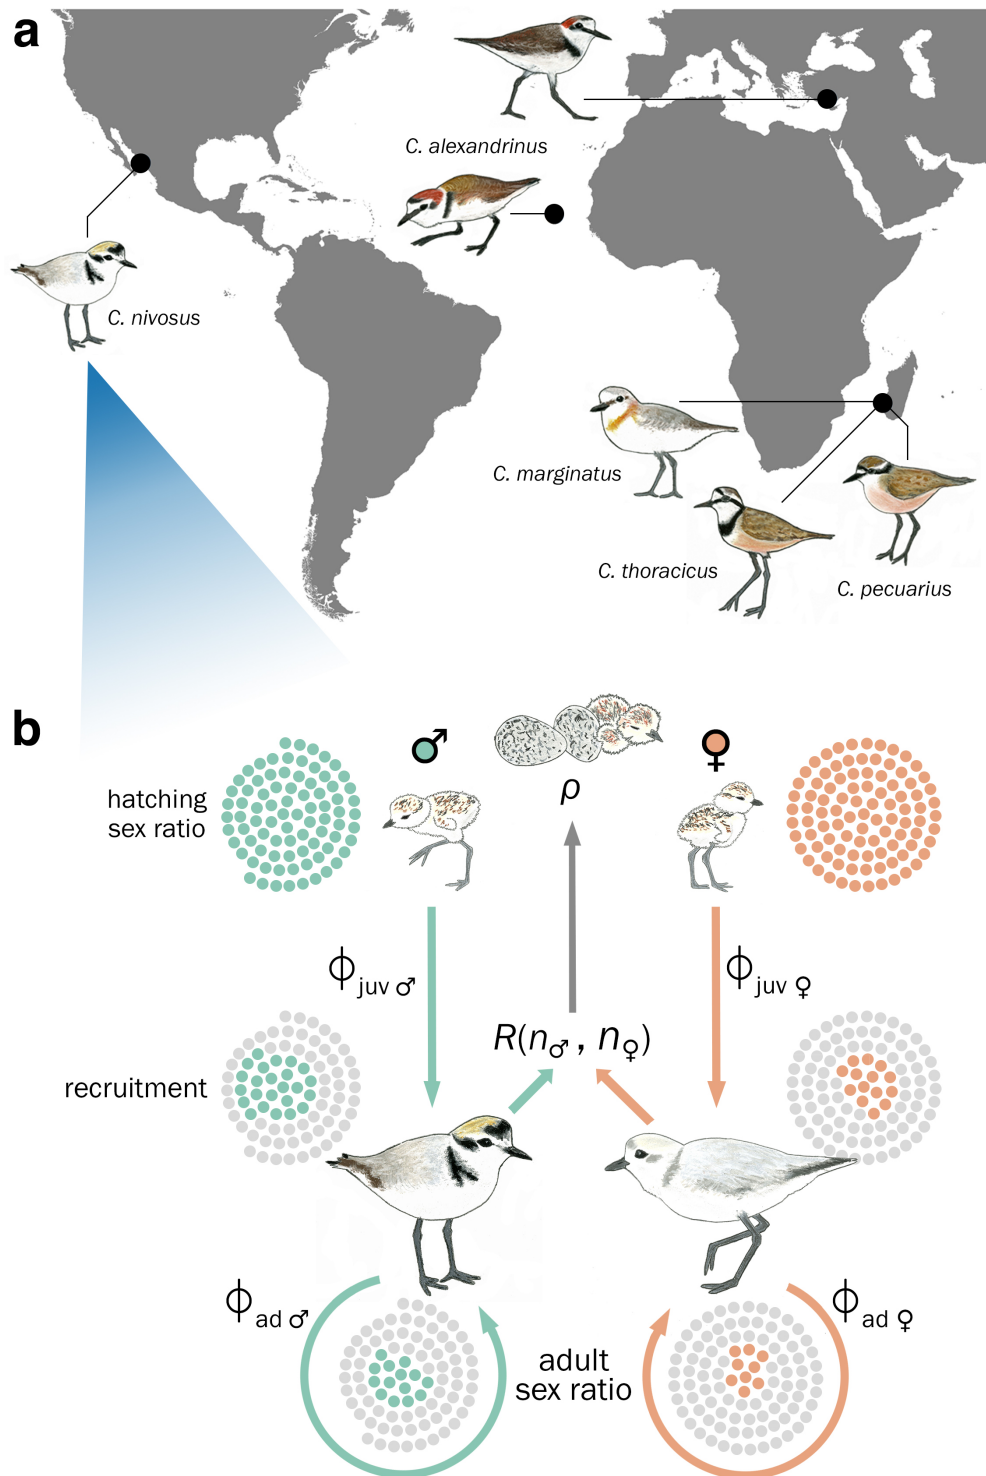 a
C. alexandrinus
C. nivosus
C. marginatus
C. thoracicus
C. pecuarius
b
♂
♀
hatching
sex ratio
ρ
ϕjuv ♂
ϕjuv ♀
R(n♂, n♀)
recruitment
ϕad ♂
ϕad ♀
adult
sex ratio